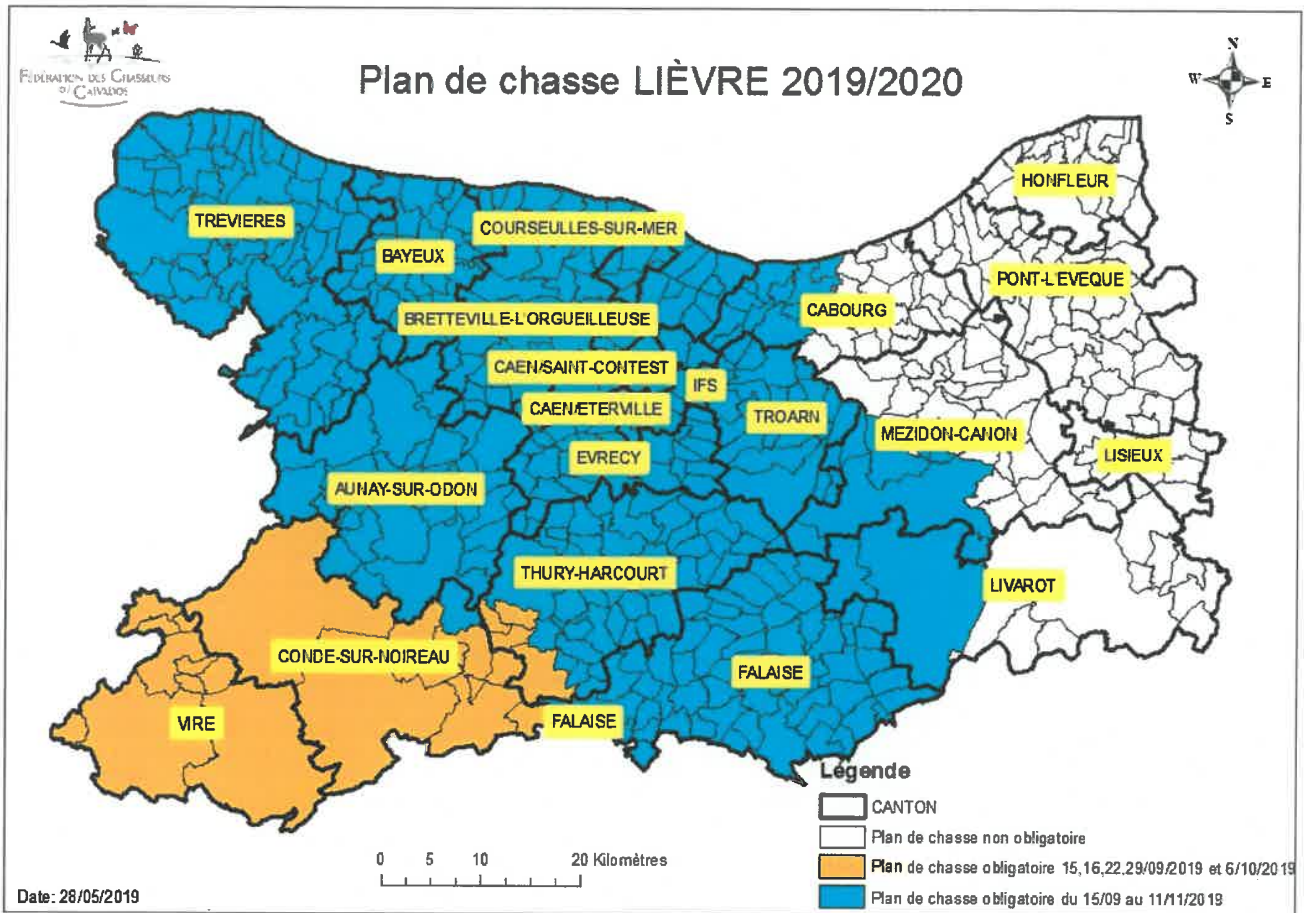 FÉDÉRATION DES CHASSEURS
DU CALVADOS
Plan de chasse LIÈVRE 2019/2020
N
W E
S
HONFLEUR
TREVIERES
COURSEULLES-SUR-MER
BAYEUX
PONT-L'EVEQUE
CABOURG
BRETTEVILLE-L'ORGUEILLEUSE
CAEN/SAINT-CONTEST
IFS
CAEN/ETERVILLE
TROARN
MEZIDON-CANON
EVRECY
LISIEUX
AUNAY-SUR-ODON
THURY-HARCOURT
LIVAROT
CONDE-SUR-NOIREAU
FALAISE
VIRE
FALAISE
Légende
CANTON
Plan de chasse non obligatoire
Plan de chasse obligatoire 15,16,22,29/09/2019 et 6/10/2019
Plan de chasse obligatoire du 15/09 au 11/11/2019
0 5 10 20 Kilomètres
Date: 28/05/2019